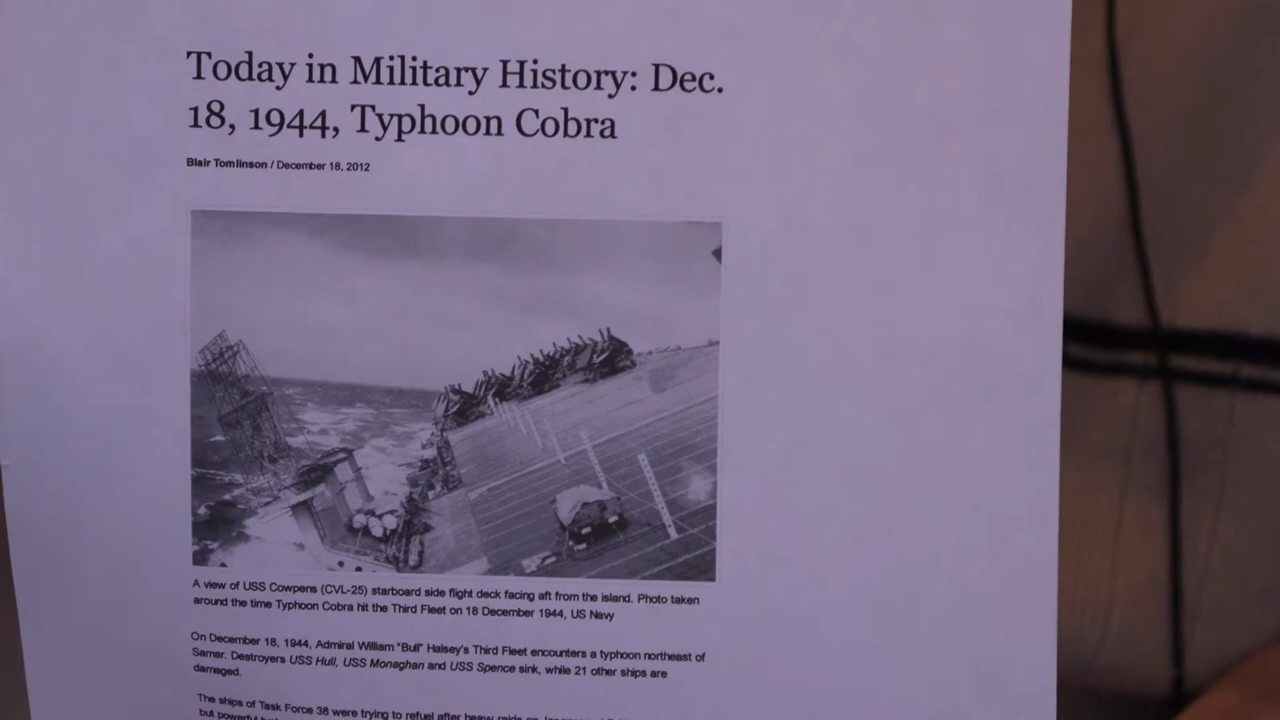 Today in Military History: Dec.
18, 1944, Typhoon Cobra
Blair Tomlinson / December 18, 2012
A view of USS Cowpens (CVL-25) starboard side flight deck facing aft from the island. Photo taken
around the time Typhoon Cobra hit the Third Fleet on 18 December 1944, US Navy
On December 18, 1944, Admiral William "Bull" Halsey's Third Fleet encounters a typhoon northeast of
Samar. Destroyers USS Hull, USS Monaghan and USS Spence sink, while 21 other ships are
damaged.
The ships of Task Force 38 were trying to refuel after heavy raids on
but powerful